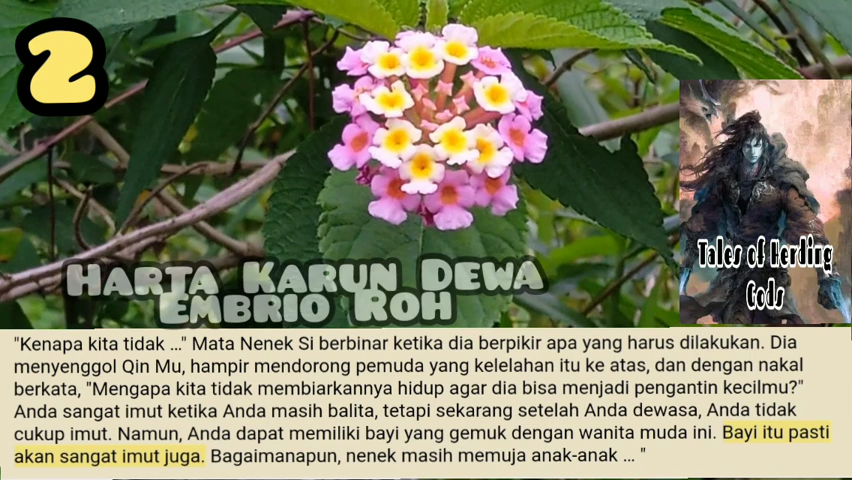 2
HARTA KARUN DEWA
EMBRIO ROH
Tales of Herding
Gods
"Kenapa kita tidak ..." Mata Nenek Si berbinar ketika dia berpikir apa yang harus dilakukan. Dia
menyenggol Qin Mu, hampir mendorong pemuda yang kelelahan itu ke atas, dan dengan nakal
berkata, "Mengapa kita tidak membiarkannya hidup agar dia bisa menjadi pengantin kecilmu?"
Anda sangat imut ketika Anda masih balita, tetapi sekarang setelah Anda dewasa, Anda tidak
cukup imut. Namun, Anda dapat memiliki bayi yang gemuk dengan wanita muda ini. Bayi itu pasti
akan sangat imut juga. Bagaimanapun, nenek masih memuja anak-anak ... "